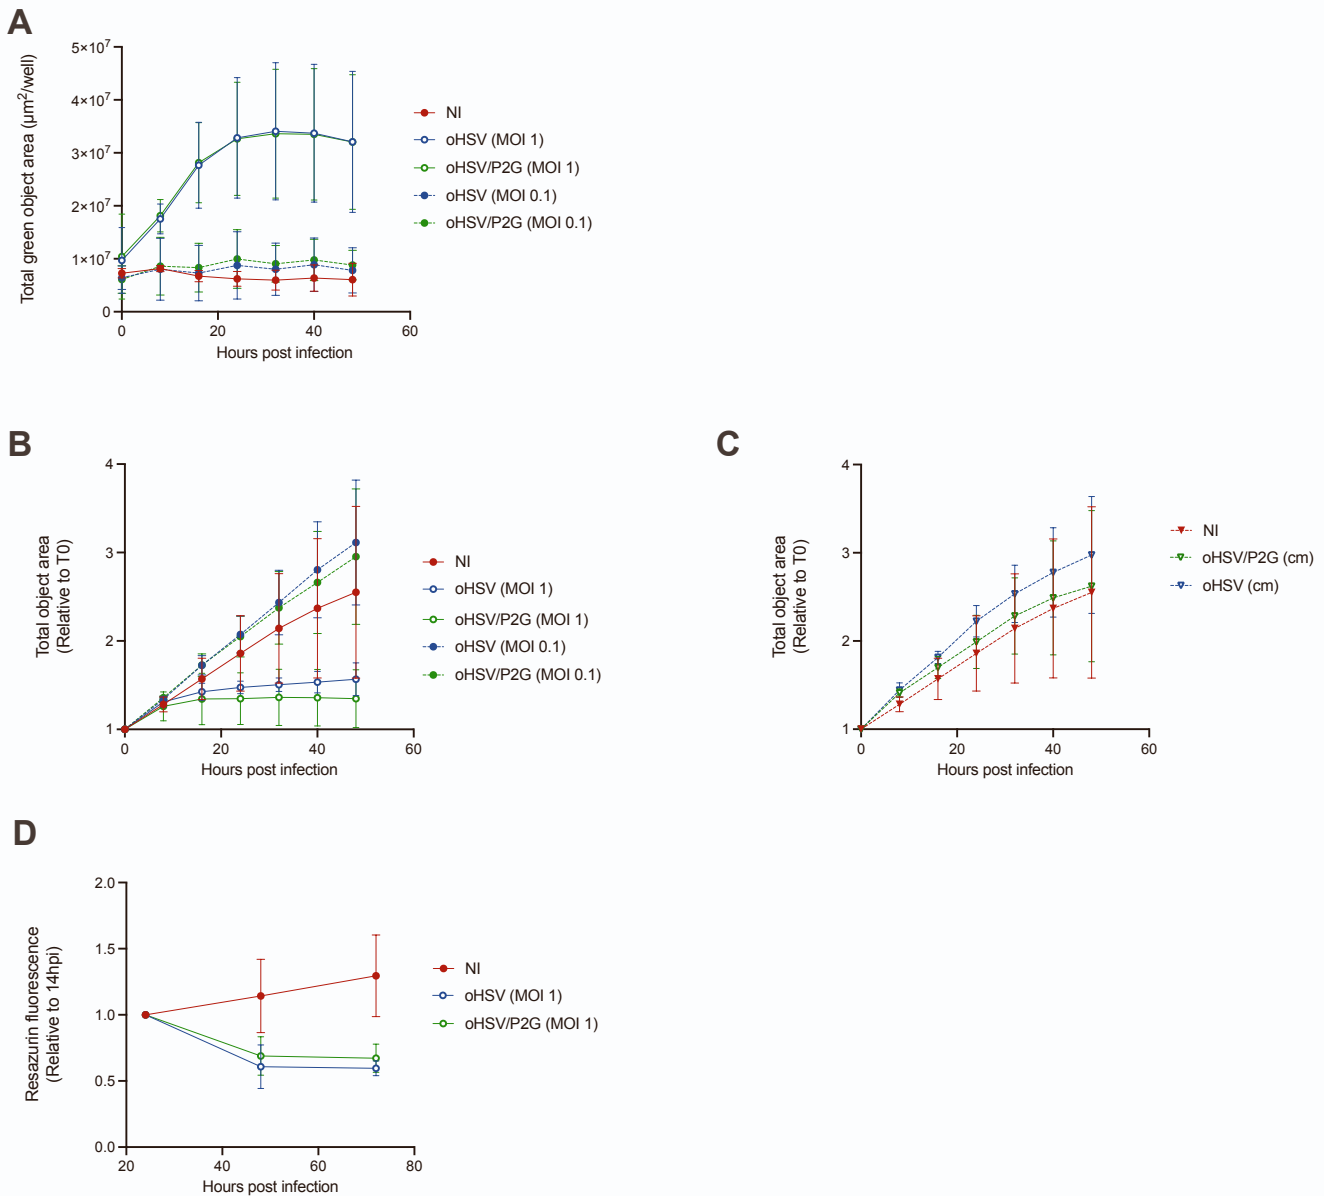 A
Total green object area (µm²/well)
5×10⁷
4×10⁷
3×10⁷
2×10⁷
1×10⁷
0
0 20 40 60
Hours post infection
NI
oHSV (MOI 1)
oHSV/P2G (MOI 1)
oHSV (MOI 0.1)
oHSV/P2G (MOI 0.1)
B
Total object area
(Relative to T0)
4
3
2
1
0 20 40 60
Hours post infection
NI
oHSV (MOI 1)
oHSV/P2G (MOI 1)
oHSV (MOI 0.1)
oHSV/P2G (MOI 0.1)
C
Total object area
(Relative to T0)
4
3
2
1
0 20 40 60
Hours post infection
NI
oHSV/P2G (cm)
oHSV (cm)
D
Resazurin fluorescence
(Relative to 14hpi)
2.0
1.5
1.0
0.5
0.0
20 40 60 80
Hours post infection
NI
oHSV (MOI 1)
oHSV/P2G (MOI 1)